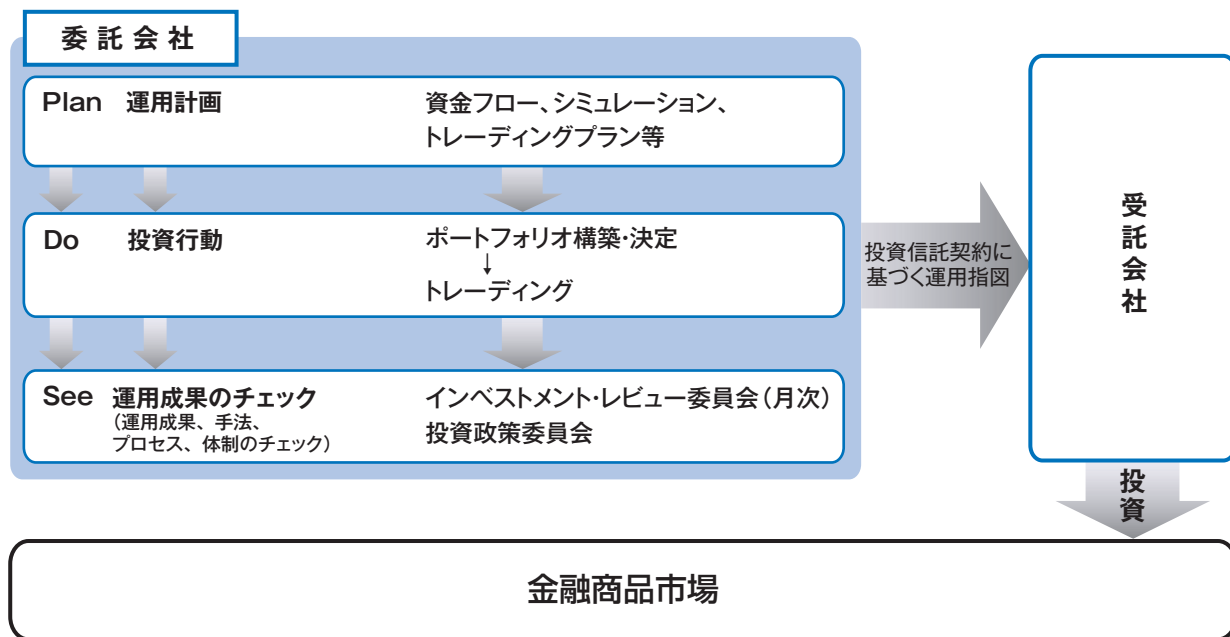 委託会社
Plan 運用計画 資金フロー、シミュレーション、
トレーディングプラン等
Do 投資行動 ポートフォリオ構築・決定
↓
トレーディング
See 運用成果のチェック インベストメント・レビュー委員会（月次）
（運用成果、手法、
プロセス、体制のチェック）
投資政策委員会
投資信託契約に
基づく運用指図
受託会社
投資
金融商品市場